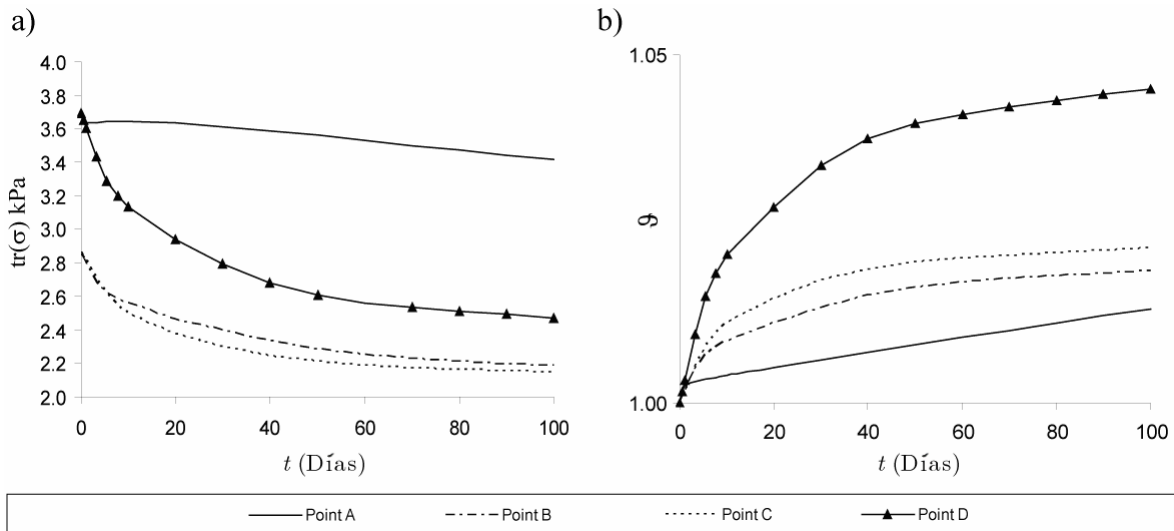 a)
tr(σ) kPa
4.0
3.8
3.6
3.4
3.2
3.0
2.8
2.6
2.4
2.2
2.0
0 20 40 60 80 100
t (Días)
b)
ϑ
1.05
1.00
0 20 40 60 80 100
t (Días)
Point A Point B Point C Point D